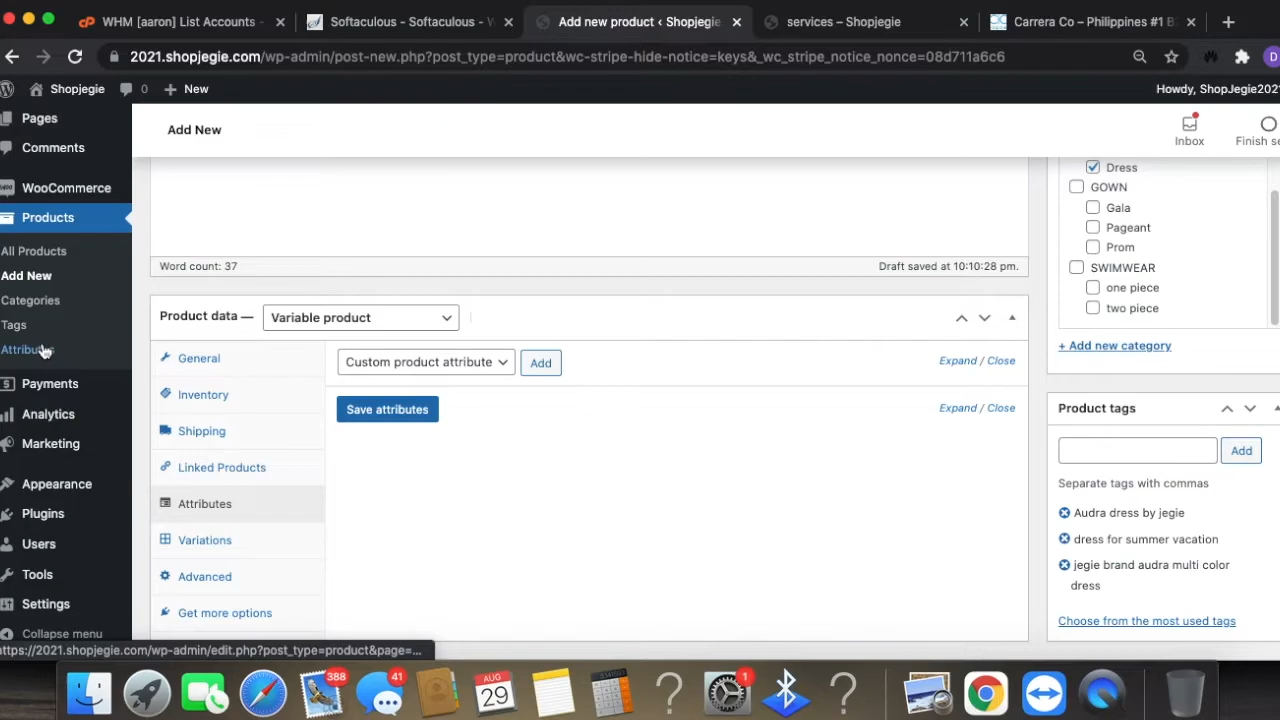 WHM [aaron] List Accounts -
Softaculous - Softaculous - W
Add new product ‹ Shopjegie
services – Shopjegie
Carrera Co – Philippines #1 B2
2021.shopjegie.com/wp-admin/post-new.php?post_type=product&wc-stripe-hide-notice=keys&_wc_stripe_notice_nonce=08d711a6c6
D
Shopjegie
0
New
Howdy, ShopJegie2021
Pages
Comments
WooCommerce
Products
All Products
Add New
Categories
Tags
Attributes
Payments
Analytics
Marketing
Appearance
Plugins
Users
Tools
Settings
Collapse menu
https://2021.shopjegie.com/wp-admin/edit.php?post_type=product&page=...
Add New
Inbox
Finish se
Word count: 37
Draft saved at 10:10:28 pm.
Product data —
Variable product
General
Inventory
Shipping
Linked Products
Attributes
Variations
Advanced
Get more options
Custom product attribute
Add
Expand / Close
Save attributes
Expand / Close
Dress
GOWN
Gala
Pageant
Prom
SWIMWEAR
one piece
two piece
+ Add new category
Product tags
Add
Separate tags with commas
Audra dress by jegie
dress for summer vacation
jegie brand audra multi color
dress
Choose from the most used tags
388
41
AUG
29
1